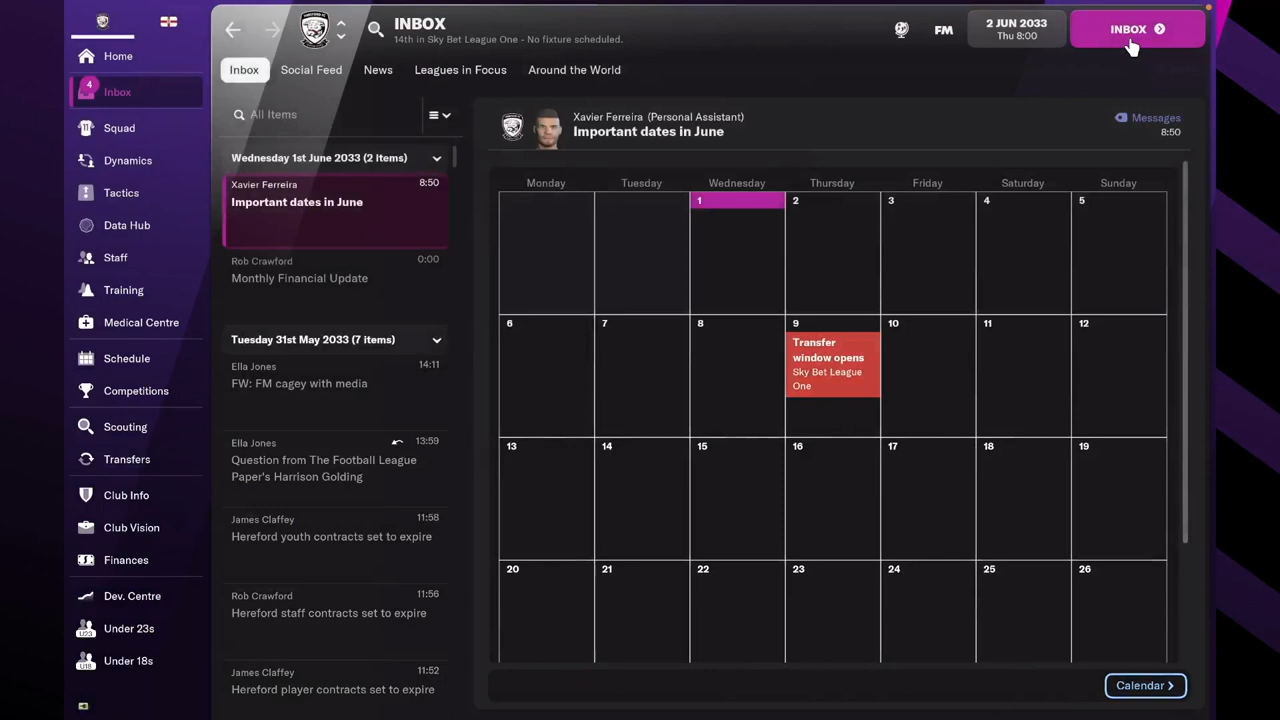 INBOX
14th in Sky Bet League One - No fixture scheduled.
FM
2 JUN 2033
Thu 8:00
INBOX
Home
4
Inbox
Squad
Dynamics
Tactics
Data Hub
Staff
Training
Medical Centre
Schedule
Competitions
Scouting
Transfers
Club Info
Club Vision
Finances
Dev. Centre
U23
Under 23s
U18
Under 18s
Inbox
Social Feed
News
Leagues in Focus
Around the World
All Items
Wednesday 1st June 2033 (2 items)
Xavier Ferreira
8:50
Important dates in June
Rob Crawford
0:00
Monthly Financial Update
Tuesday 31st May 2033 (7 items)
Ella Jones
14:11
FW: FM cagey with media
Ella Jones
13:59
Question from The Football League
Paper's Harrison Golding
James Claffey
11:58
Hereford youth contracts set to expire
Rob Crawford
11:56
Hereford staff contracts set to expire
James Claffey
11:52
Hereford player contracts set to expire
Xavier Ferreira (Personal Assistant)
Important dates in June
Messages
8:50
Monday Tuesday Wednesday Thursday Friday Saturday Sunday
1 2 3 4 5
6 7 8 9 10 11 12
Transfer
window opens
Sky Bet League
One
13 14 15 16 17 18 19
20 21 22 23 24 25 26
Calendar